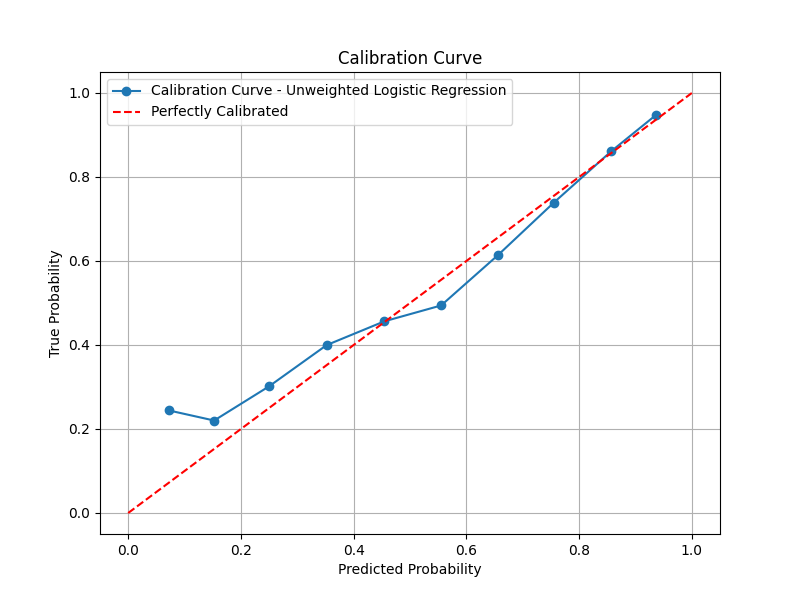 Calibration Curve
Calibration Curve - Unweighted Logistic Regression
Perfectly Calibrated
True Probability
1.0
0.8
0.6
0.4
0.2
0.0
0.0 0.2 0.4 0.6 0.8 1.0
Predicted Probability